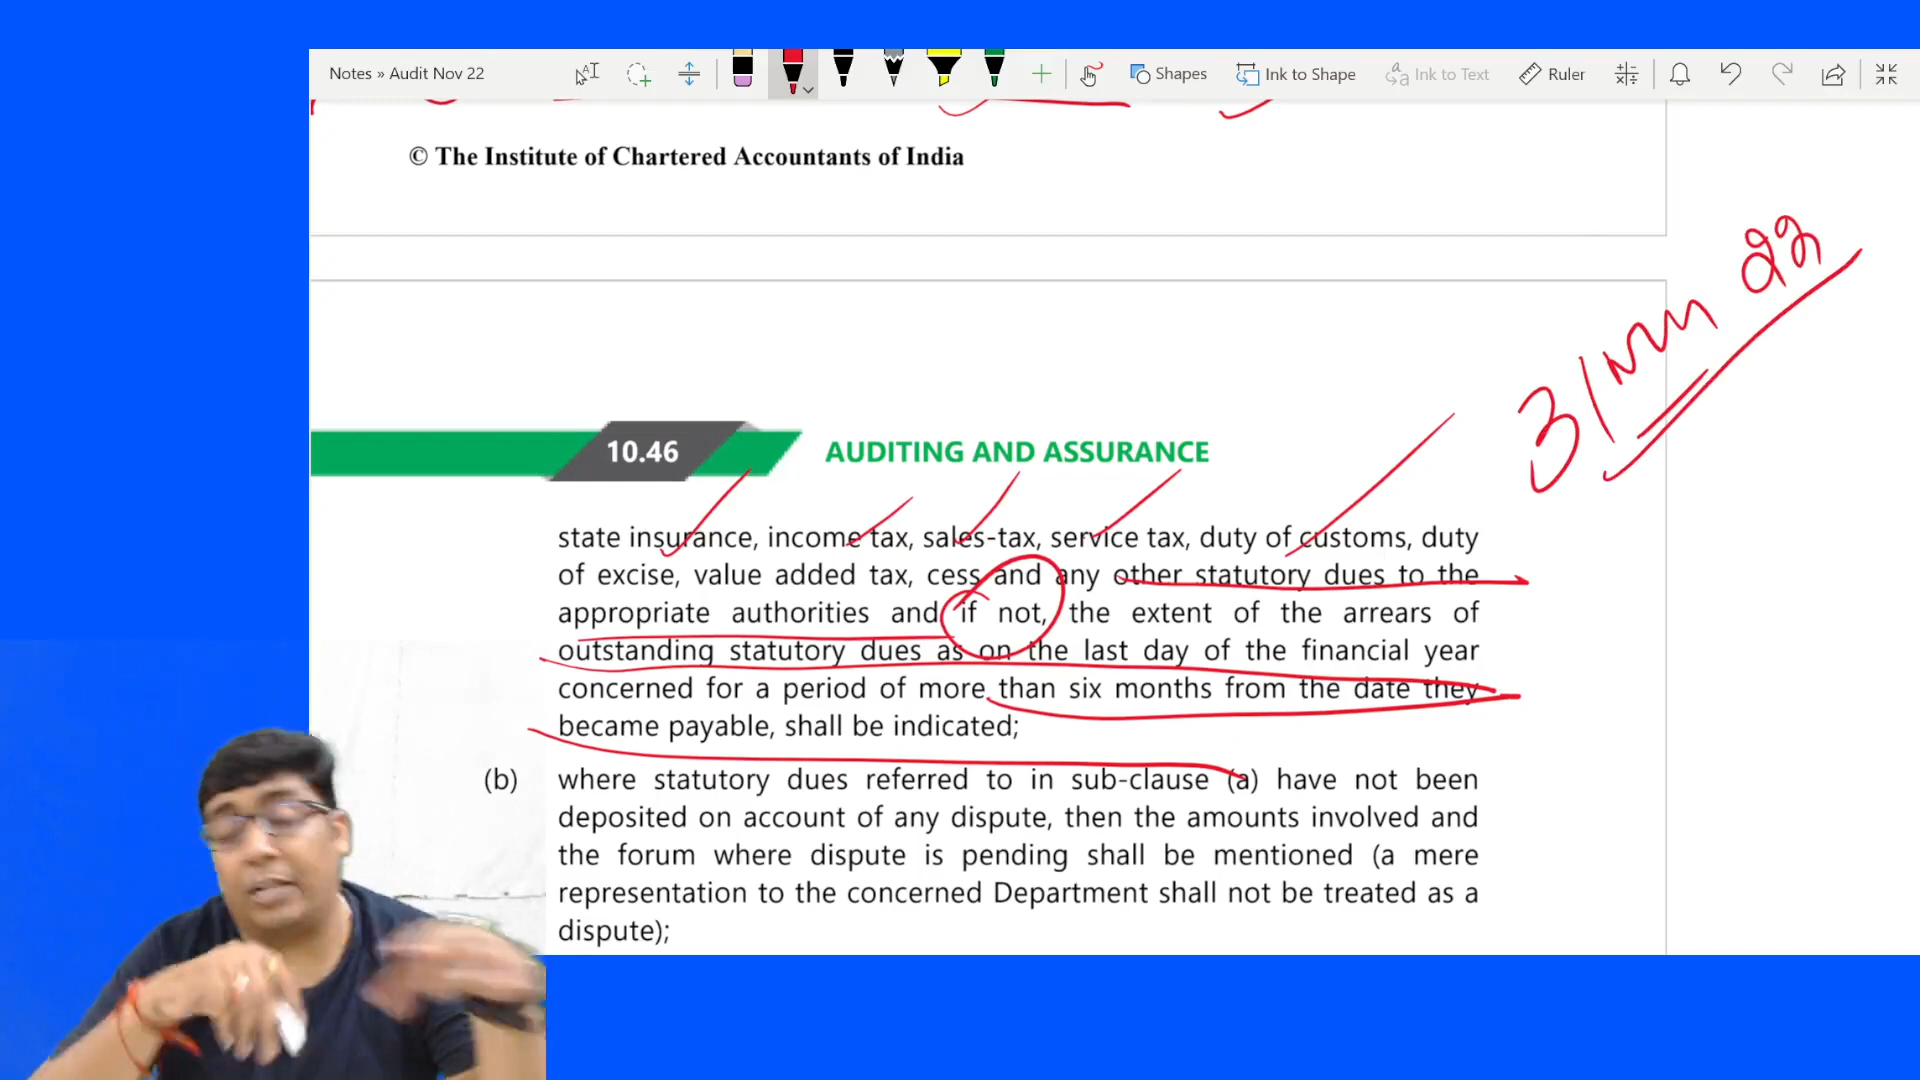 Notes » Audit Nov 22
Shapes
Ink to Shape
Ink to Text
Ruler
© The Institute of Chartered Accountants of India
31 Mar 22
10.46
AUDITING AND ASSURANCE
state insurance, income tax, sales-tax, service tax, duty of customs, duty
of excise, value added tax, cess and any other statutory dues to the
appropriate authorities and if not, the extent of the arrears of
outstanding statutory dues as on the last day of the financial year
concerned for a period of more than six months from the date they
became payable, shall be indicated;
(b) where statutory dues referred to in sub-clause (a) have not been
deposited on account of any dispute, then the amounts involved and
the forum where dispute is pending shall be mentioned (a mere
representation to the concerned Department shall not be treated as a
dispute);